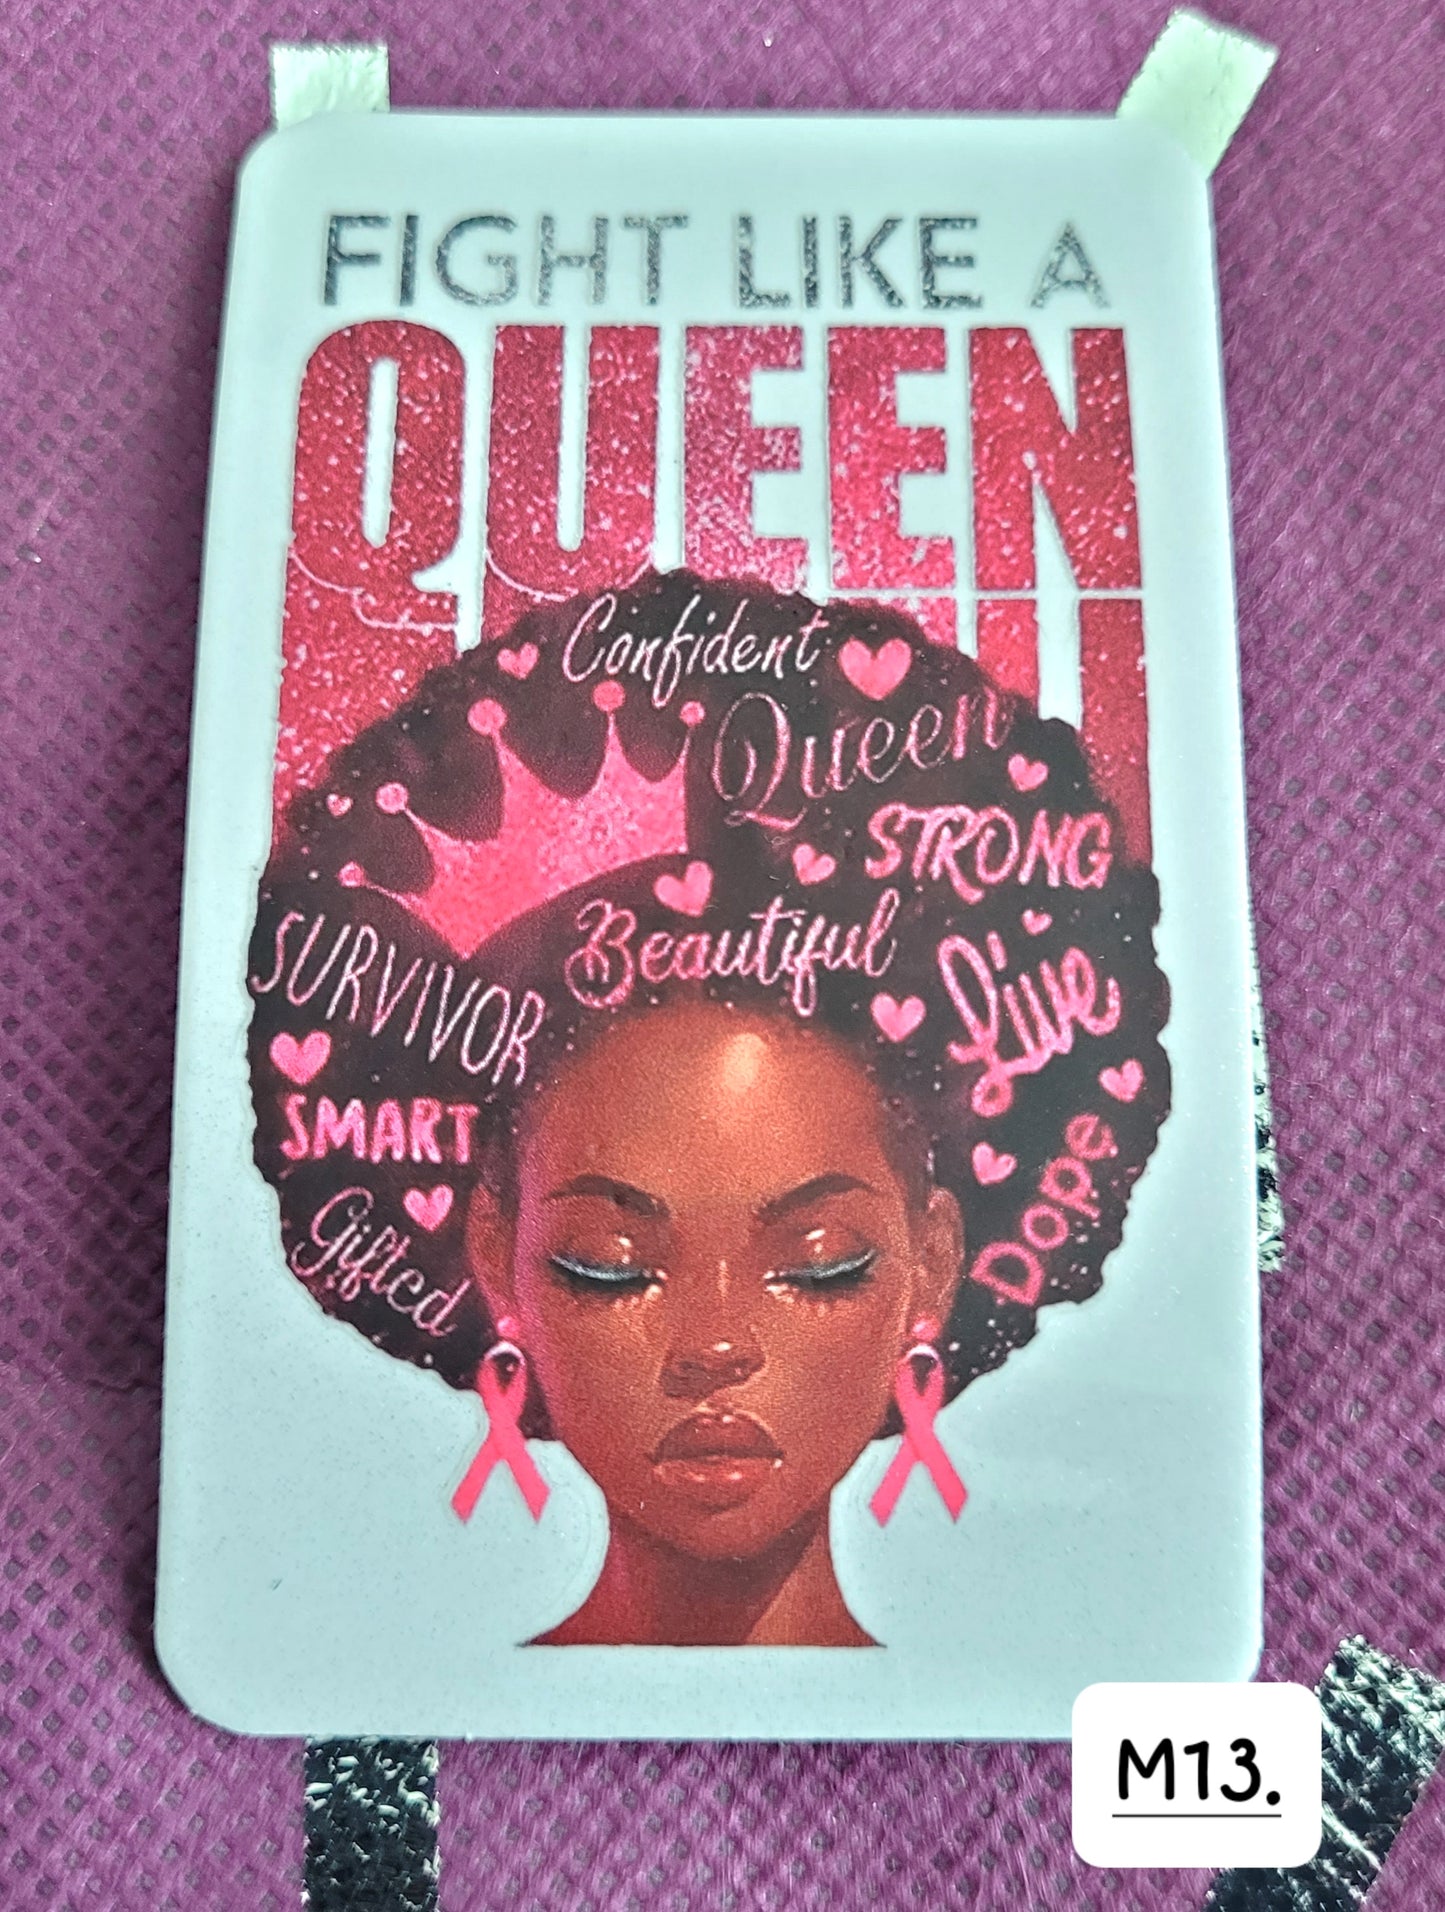 FIGHT LIKE A
QUEEN
Confident
Queen
STRONG
Beautiful
SURVIVOR
Live
SMART
Dope
Gifted
M13.